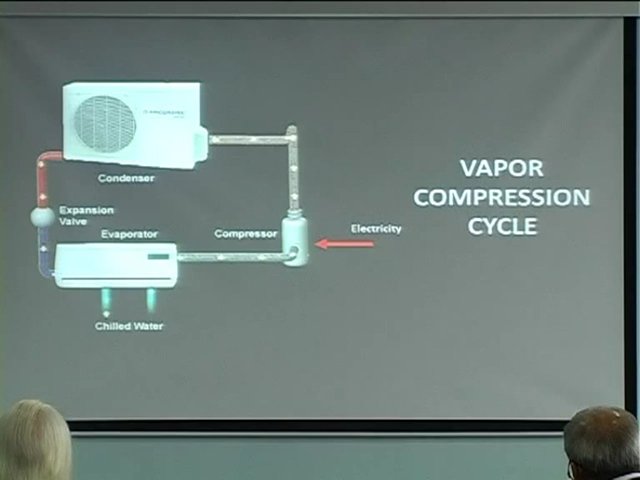 VAPOR
COMPRESSION
CYCLE
Condenser
Expansion
Valve
Evaporator
Compressor
Electricity
Chilled Water